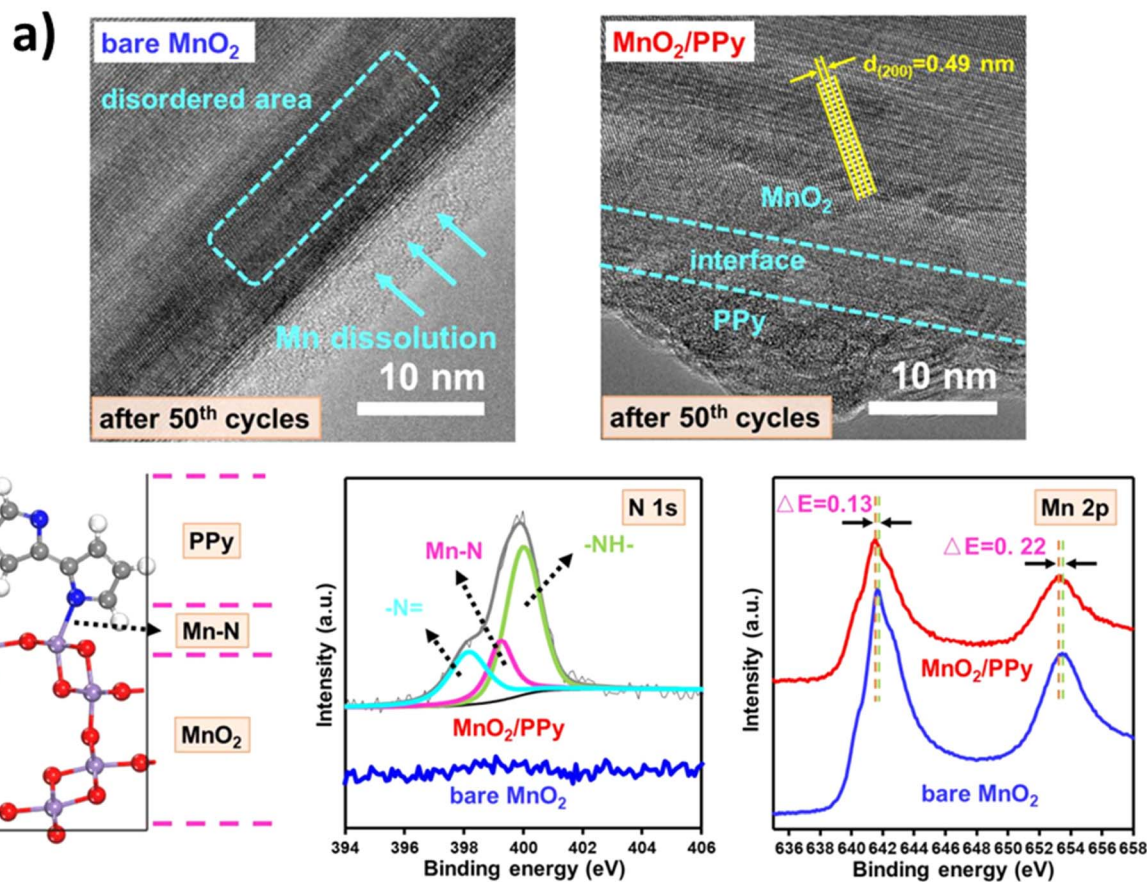 a)
bare MnO₂
disordered area
Mn dissolution
10 nm
after 50ᵗʰ cycles
MnO₂/PPy
d₍₂₀₀₎=0.49 nm
MnO₂
interface
PPy
10 nm
after 50ᵗʰ cycles
PPy
Mn-N
MnO₂
N 1s
Mn-N
-NH-
-N=
MnO₂/PPy
bare MnO₂
Intensity (a.u.)
394 396 398 400 402 404 406
Binding energy (eV)
Mn 2p
△E=0.13
△E=0. 22
MnO₂/PPy
bare MnO₂
Intensity (a.u.)
636 638 640 642 644 646 648 650 652 654 656 658
Binding energy (eV)